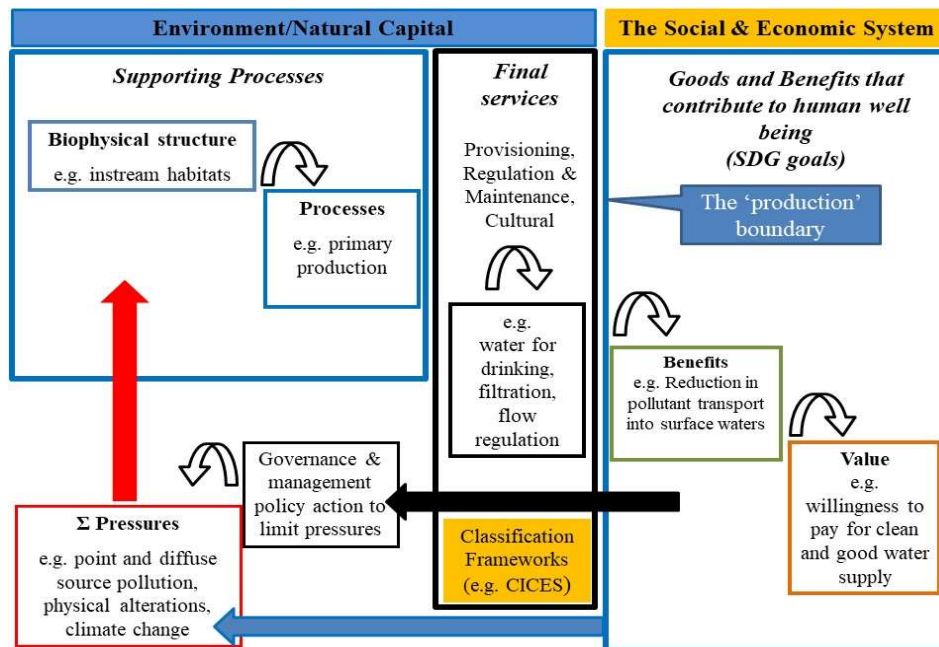 Environment/Natural Capital
The Social & Economic System
Supporting Processes
Biophysical structure
e.g. instream habitats
Processes
e.g. primary
production
Final
services
Provisioning,
Regulation &
Maintenance,
Cultural
e.g.
water for
drinking,
filtration,
flow
regulation
Goods and Benefits that
contribute to human well
being
(SDG goals)
The ‘production’
boundary
Benefits
e.g. Reduction in
pollutant transport
into surface waters
Value
e.g.
willingness to
pay for clean
and good water
supply
Governance &
management
policy action to
limit pressures
Σ Pressures
e.g. point and diffuse
source pollution,
physical alterations,
climate change
Classification
Frameworks
(e.g. CICES)